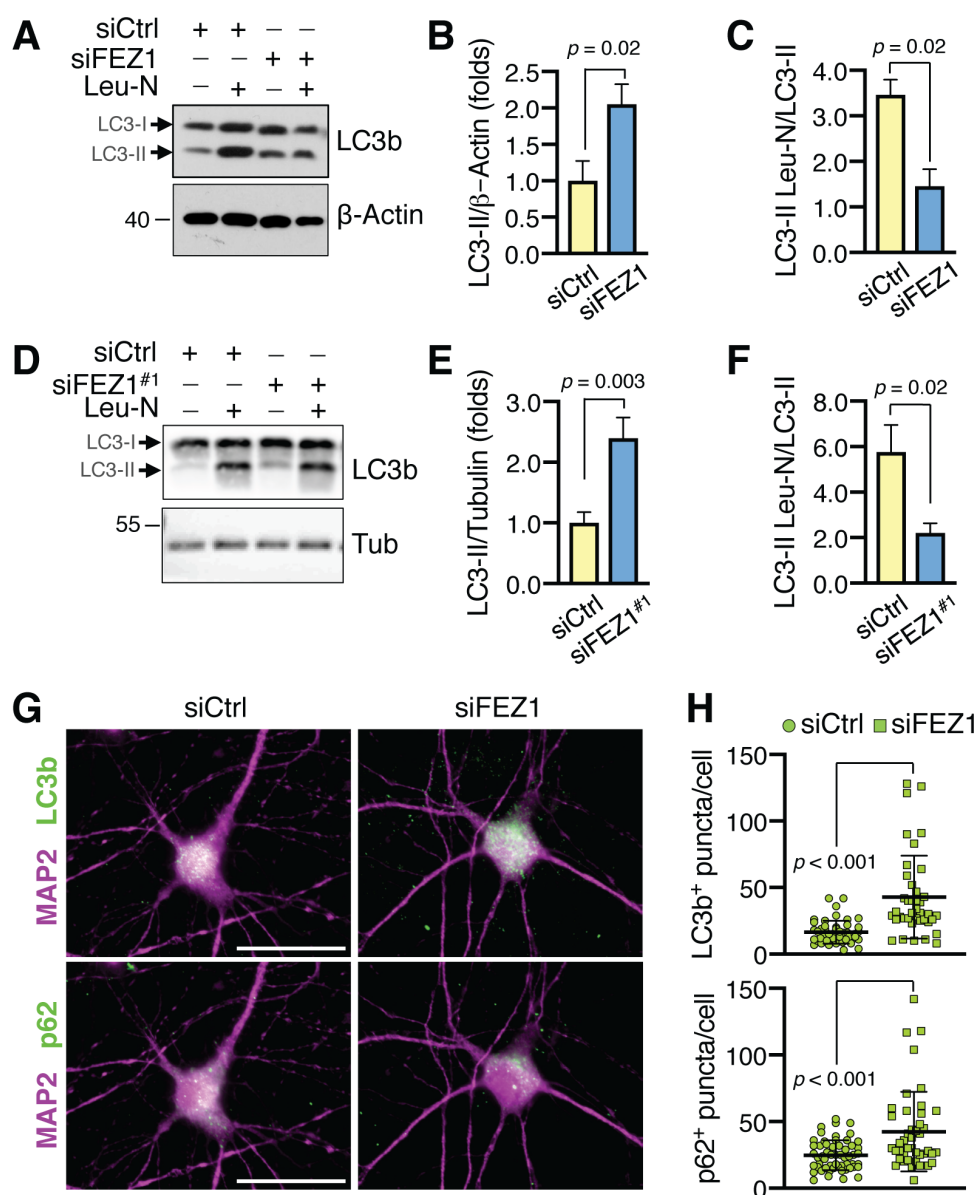 A
siCtrl + + – –
siFEZ1 – – + +
Leu-N – + – +
LC3-I
LC3-II
LC3b
40
β-Actin
B
p = 0.02
LC3-II/β–Actin (folds)
2.5
2.0
1.5
1.0
0.5
0.0
siCtrl
siFEZ1
C
p = 0.02
LC3-II Leu-N/LC3-II
4.0
3.0
2.0
1.0
0.0
siCtrl
siFEZ1
D
siCtrl + + – –
siFEZ1#1 – – + +
Leu-N – + – +
LC3-I
LC3-II
LC3b
55
Tub
E
p = 0.003
LC3-II/Tubulin (folds)
3.0
2.0
1.0
0.0
siCtrl
siFEZ1#1
F
p = 0.02
LC3-II Leu-N/LC3-II
8.0
6.0
4.0
2.0
0.0
siCtrl
siFEZ1#1
G
siCtrl
siFEZ1
MAP2 LC3b
MAP2 p62
H
siCtrl siFEZ1
LC3b+ puncta/cell
150
100
50
0
p < 0.001
p62+ puncta/cell
150
100
50
0
p < 0.001